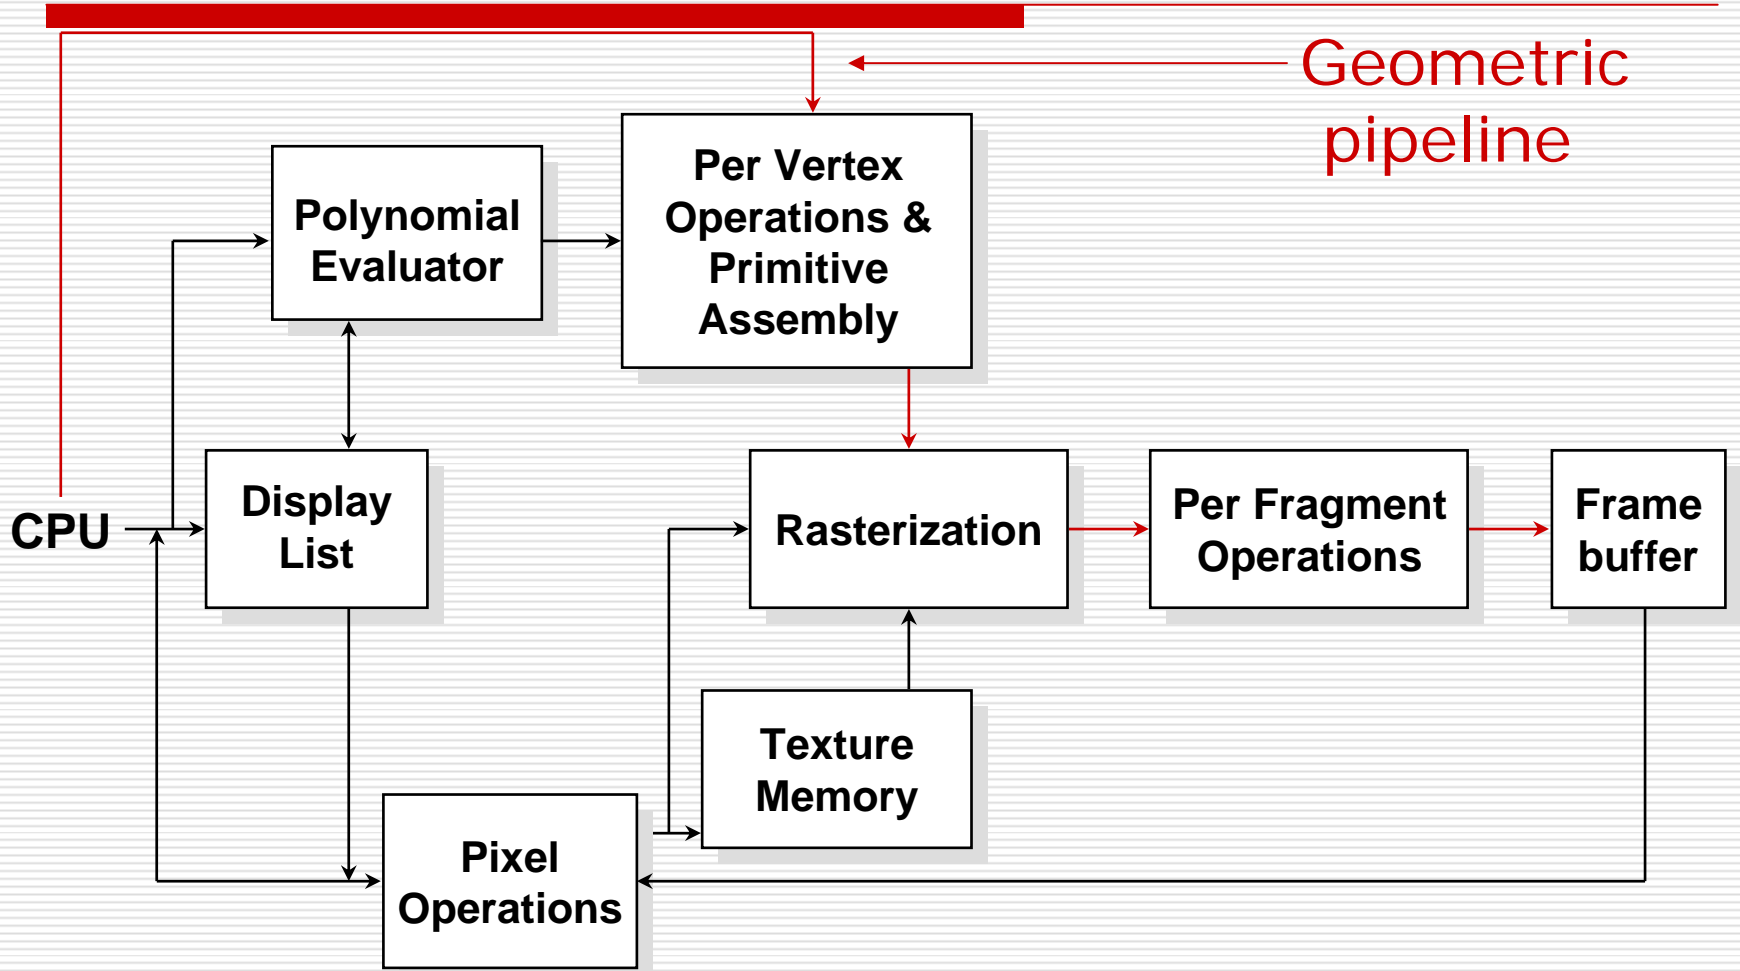 Geometric
pipeline
Per Vertex
Operations &
Primitive
Assembly
Polynomial
Evaluator
CPU
Display
List
Rasterization
Per Fragment
Operations
Frame
buffer
Texture
Memory
Pixel
Operations